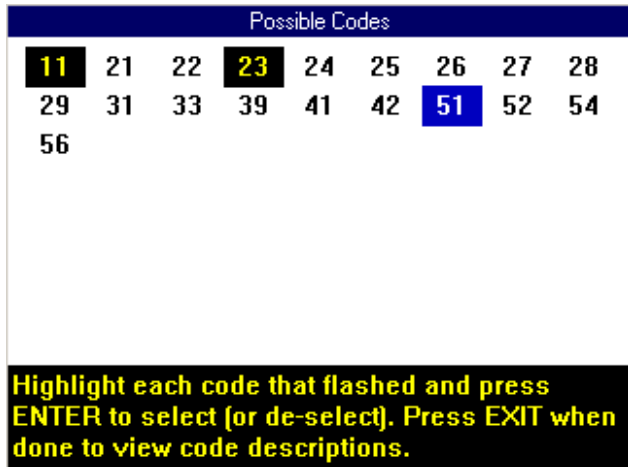 Possible Codes
11 21 22 23 24 25 26 27 28
29 31 33 39 41 42 51 52 54
56
Highlight each code that flashed and press
ENTER to select (or de-select). Press EXIT when
done to view code descriptions.